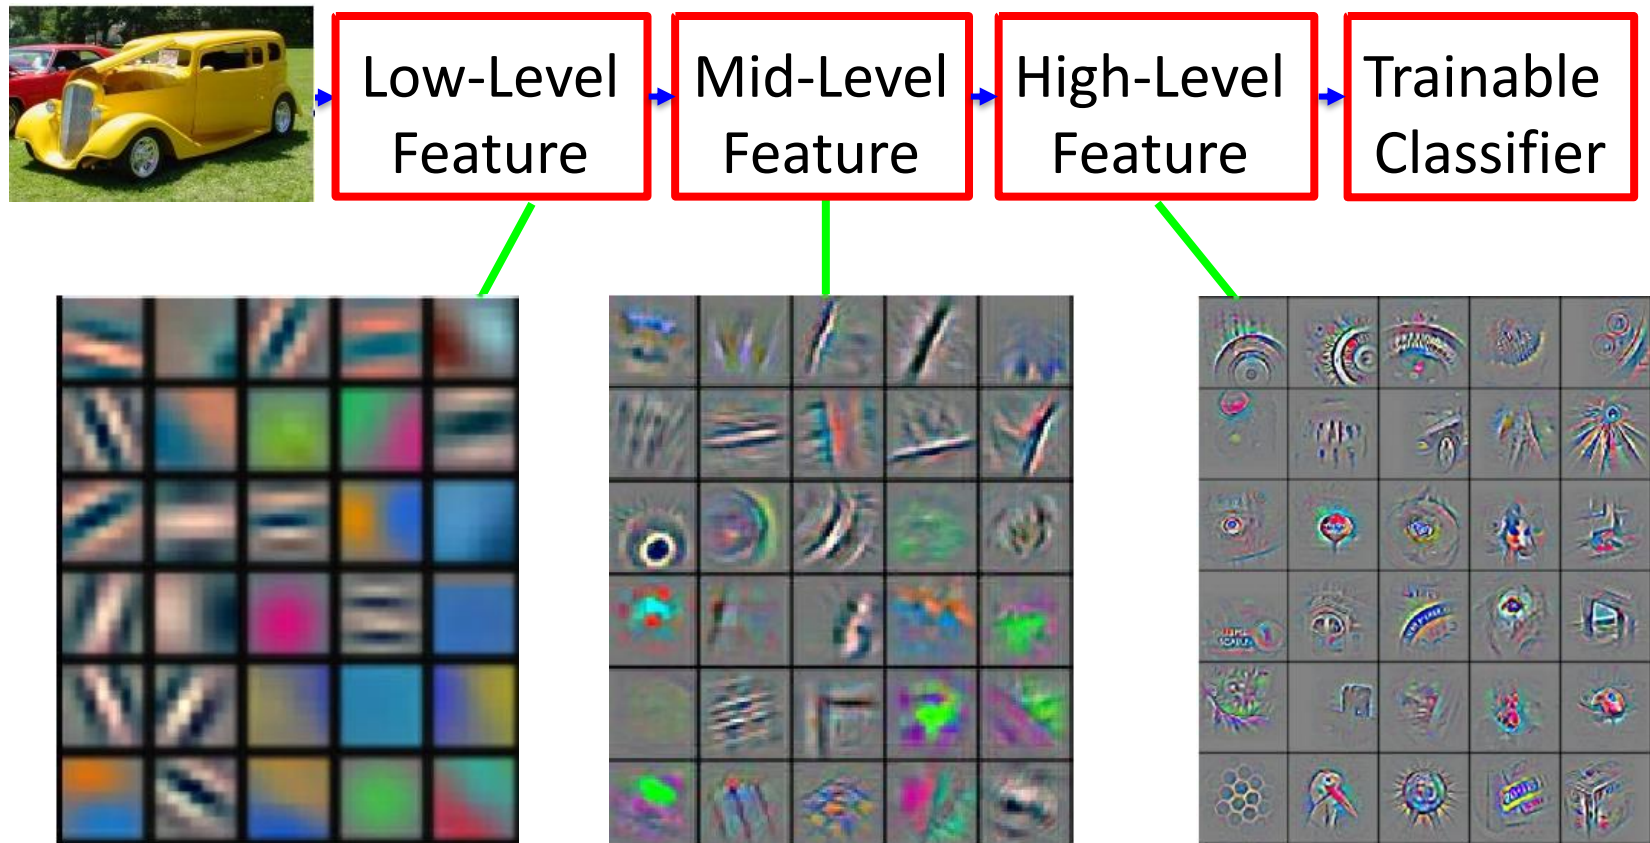 Low-Level
Feature
Mid-Level
Feature
High-Level
Feature
Trainable
Classifier